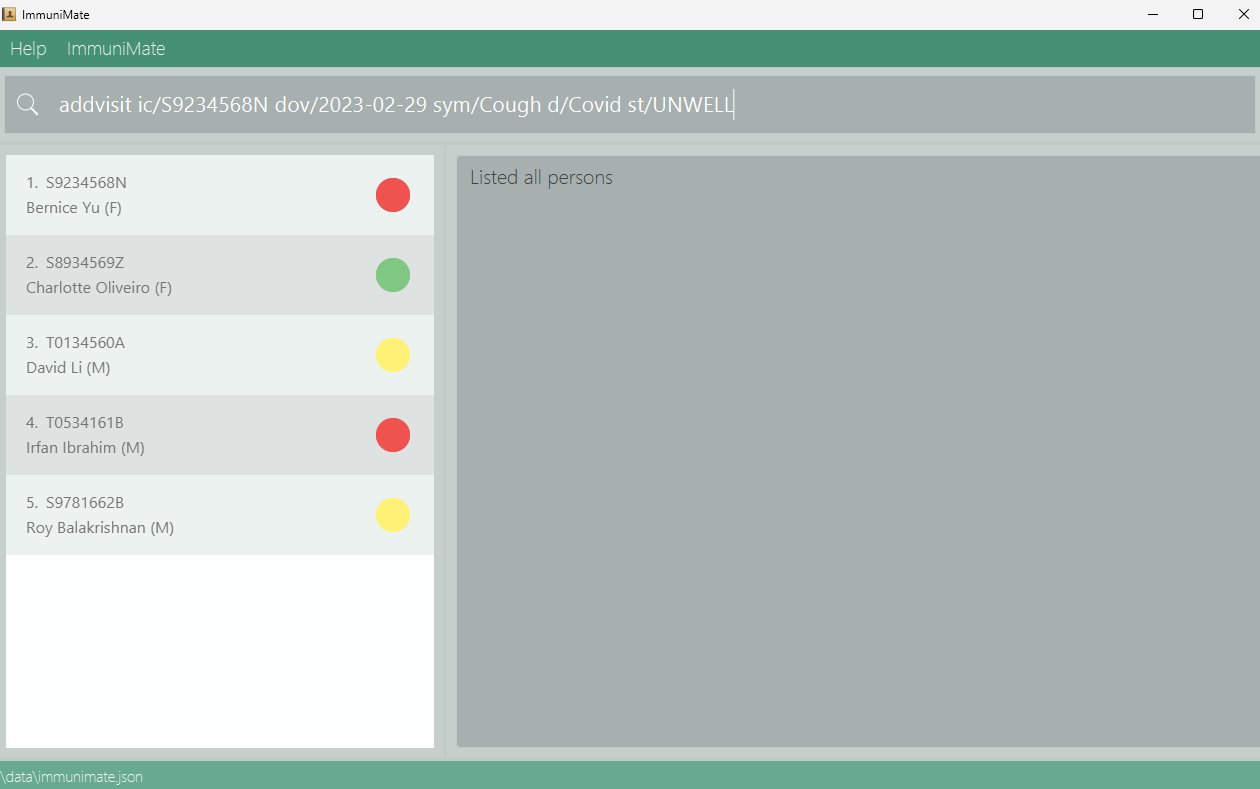 ImmuniMate
Help ImmuniMate
addvisit ic/S9234568N dov/2023-02-29 sym/Cough d/Covid st/UNWELL
1. S9234568N
Bernice Yu (F)
2. S8934569Z
Charlotte Oliveiro (F)
3. T0134560A
David Li (M)
4. T0534161B
Irfan Ibrahim (M)
5. S9781662B
Roy Balakrishnan (M)
Listed all persons
\data\immunimate.json